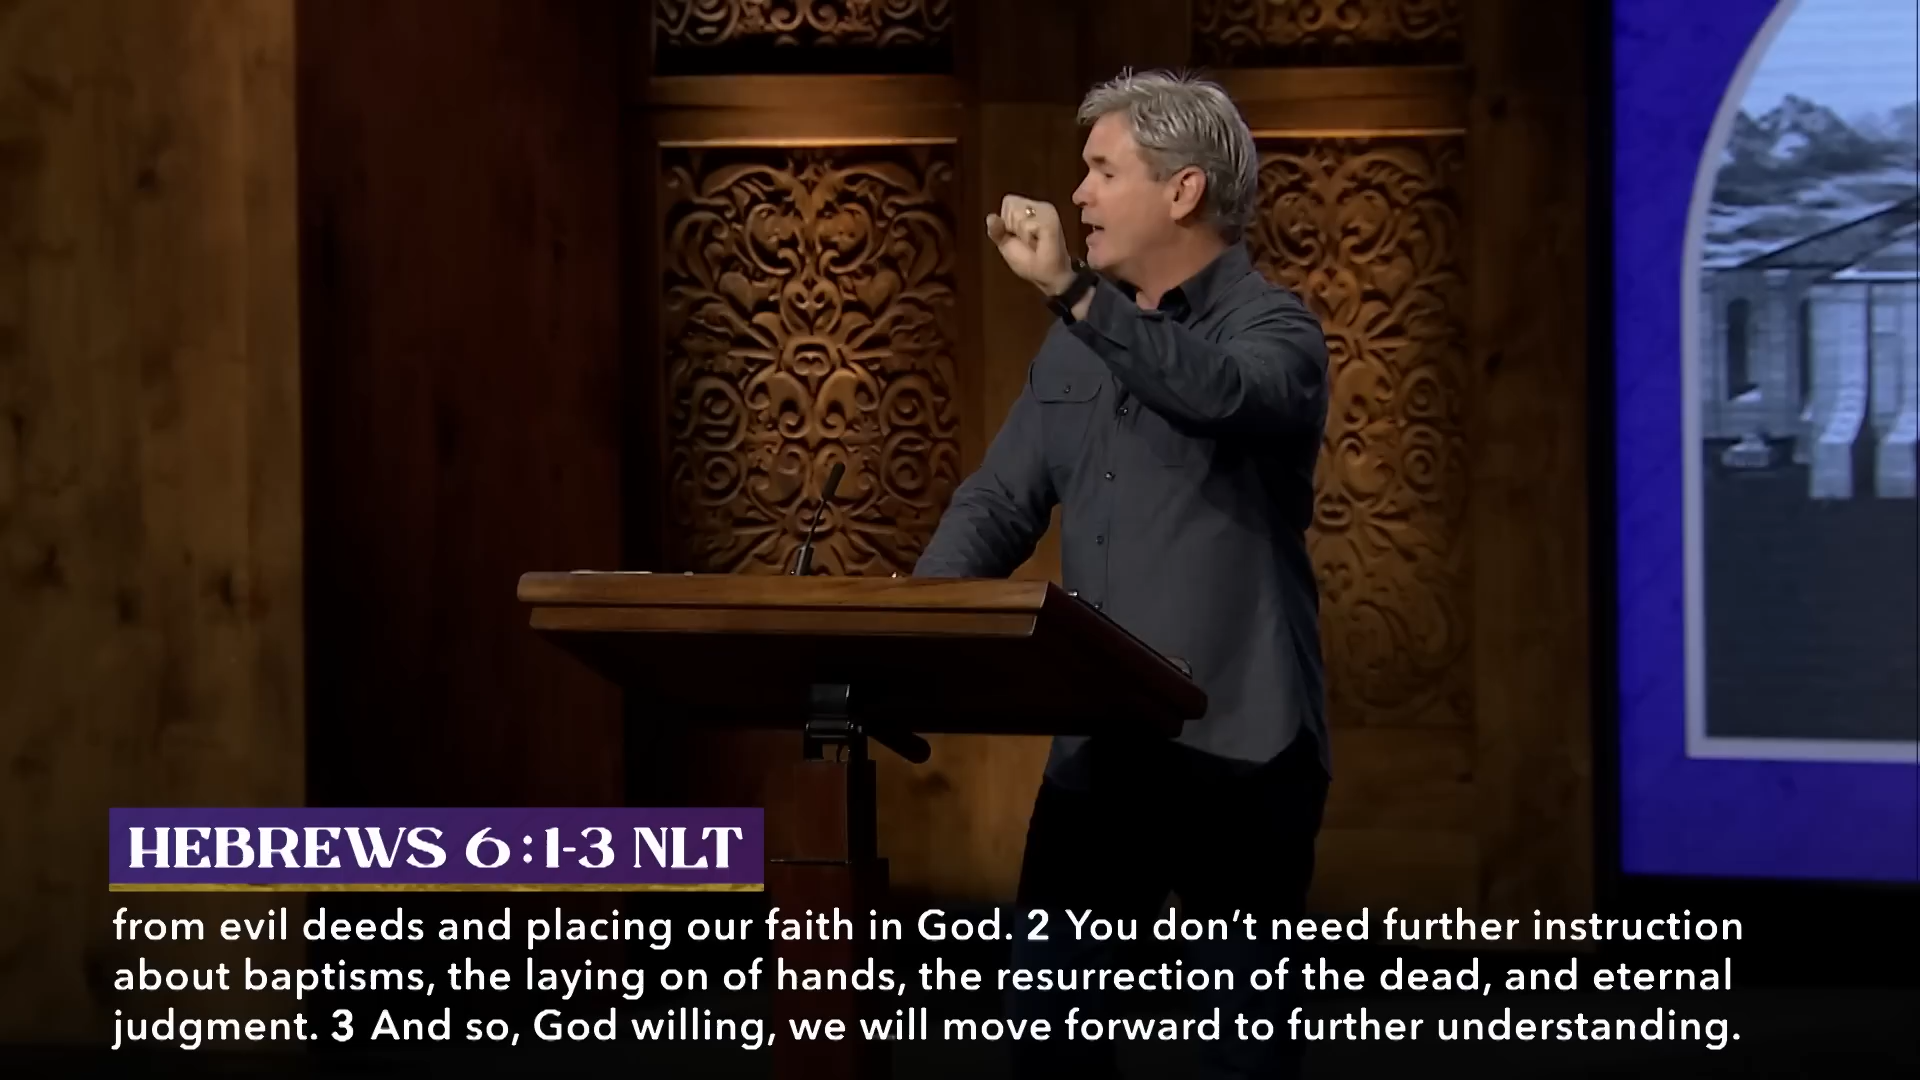 HEBREWS 6:1-3 NLT
from evil deeds and placing our faith in God. 2 You don’t need further instruction
about baptisms, the laying on of hands, the resurrection of the dead, and eternal
judgment. 3 And so, God willing, we will move forward to further understanding.